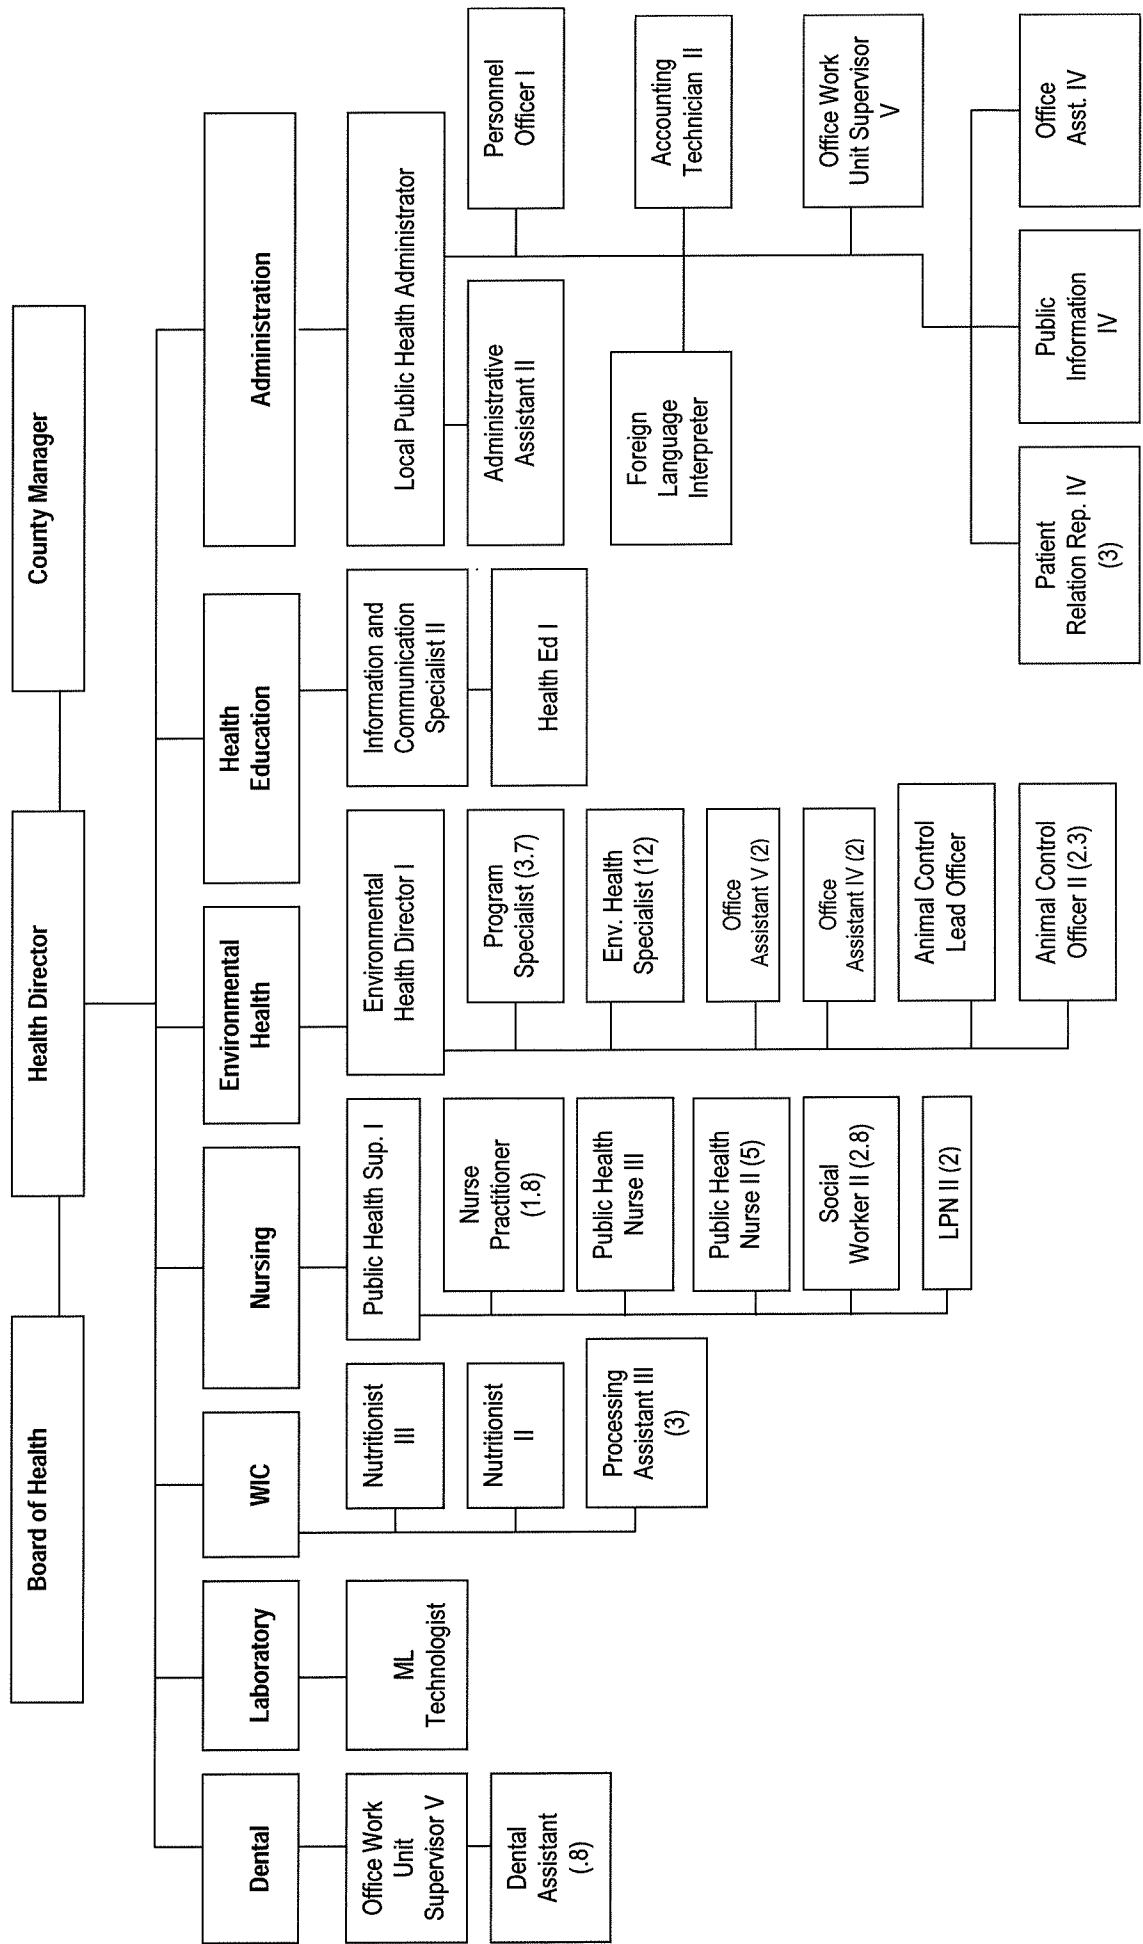 Board of Health
Health Director
County Manager
Dental
Laboratory
WIC
Nursing
Environmental
Health
Health
Education
Administration
Office Work
Unit
Supervisor V
Dental
Assistant
(.8)
ML
Technologist
Nutritionist
III
Nutritionist
II
Processing
Assistant III
(3)
Public Health Sup. I
Nurse
Practitioner
(1.8)
Public Health
Nurse III
Public Health
Nurse II (5)
Social
Worker II (2.8)
LPN II (2)
Environmental
Health Director I
Program
Specialist (3.7)
Env. Health
Specialist (12)
Office
Assistant V (2)
Office
Assistant IV (2)
Animal Control
Lead Officer
Animal Control
Officer II (2.3)
Information and
Communication
Specialist II
Health Ed I
Local Public Health Administrator
Administrative
Assistant II
Personnel
Officer I
Foreign
Language
Interpreter
Accounting
Technician II
Office Work
Unit Supervisor
V
Patient
Relation Rep. IV
(3)
Public
Information
IV
Office
Asst. IV